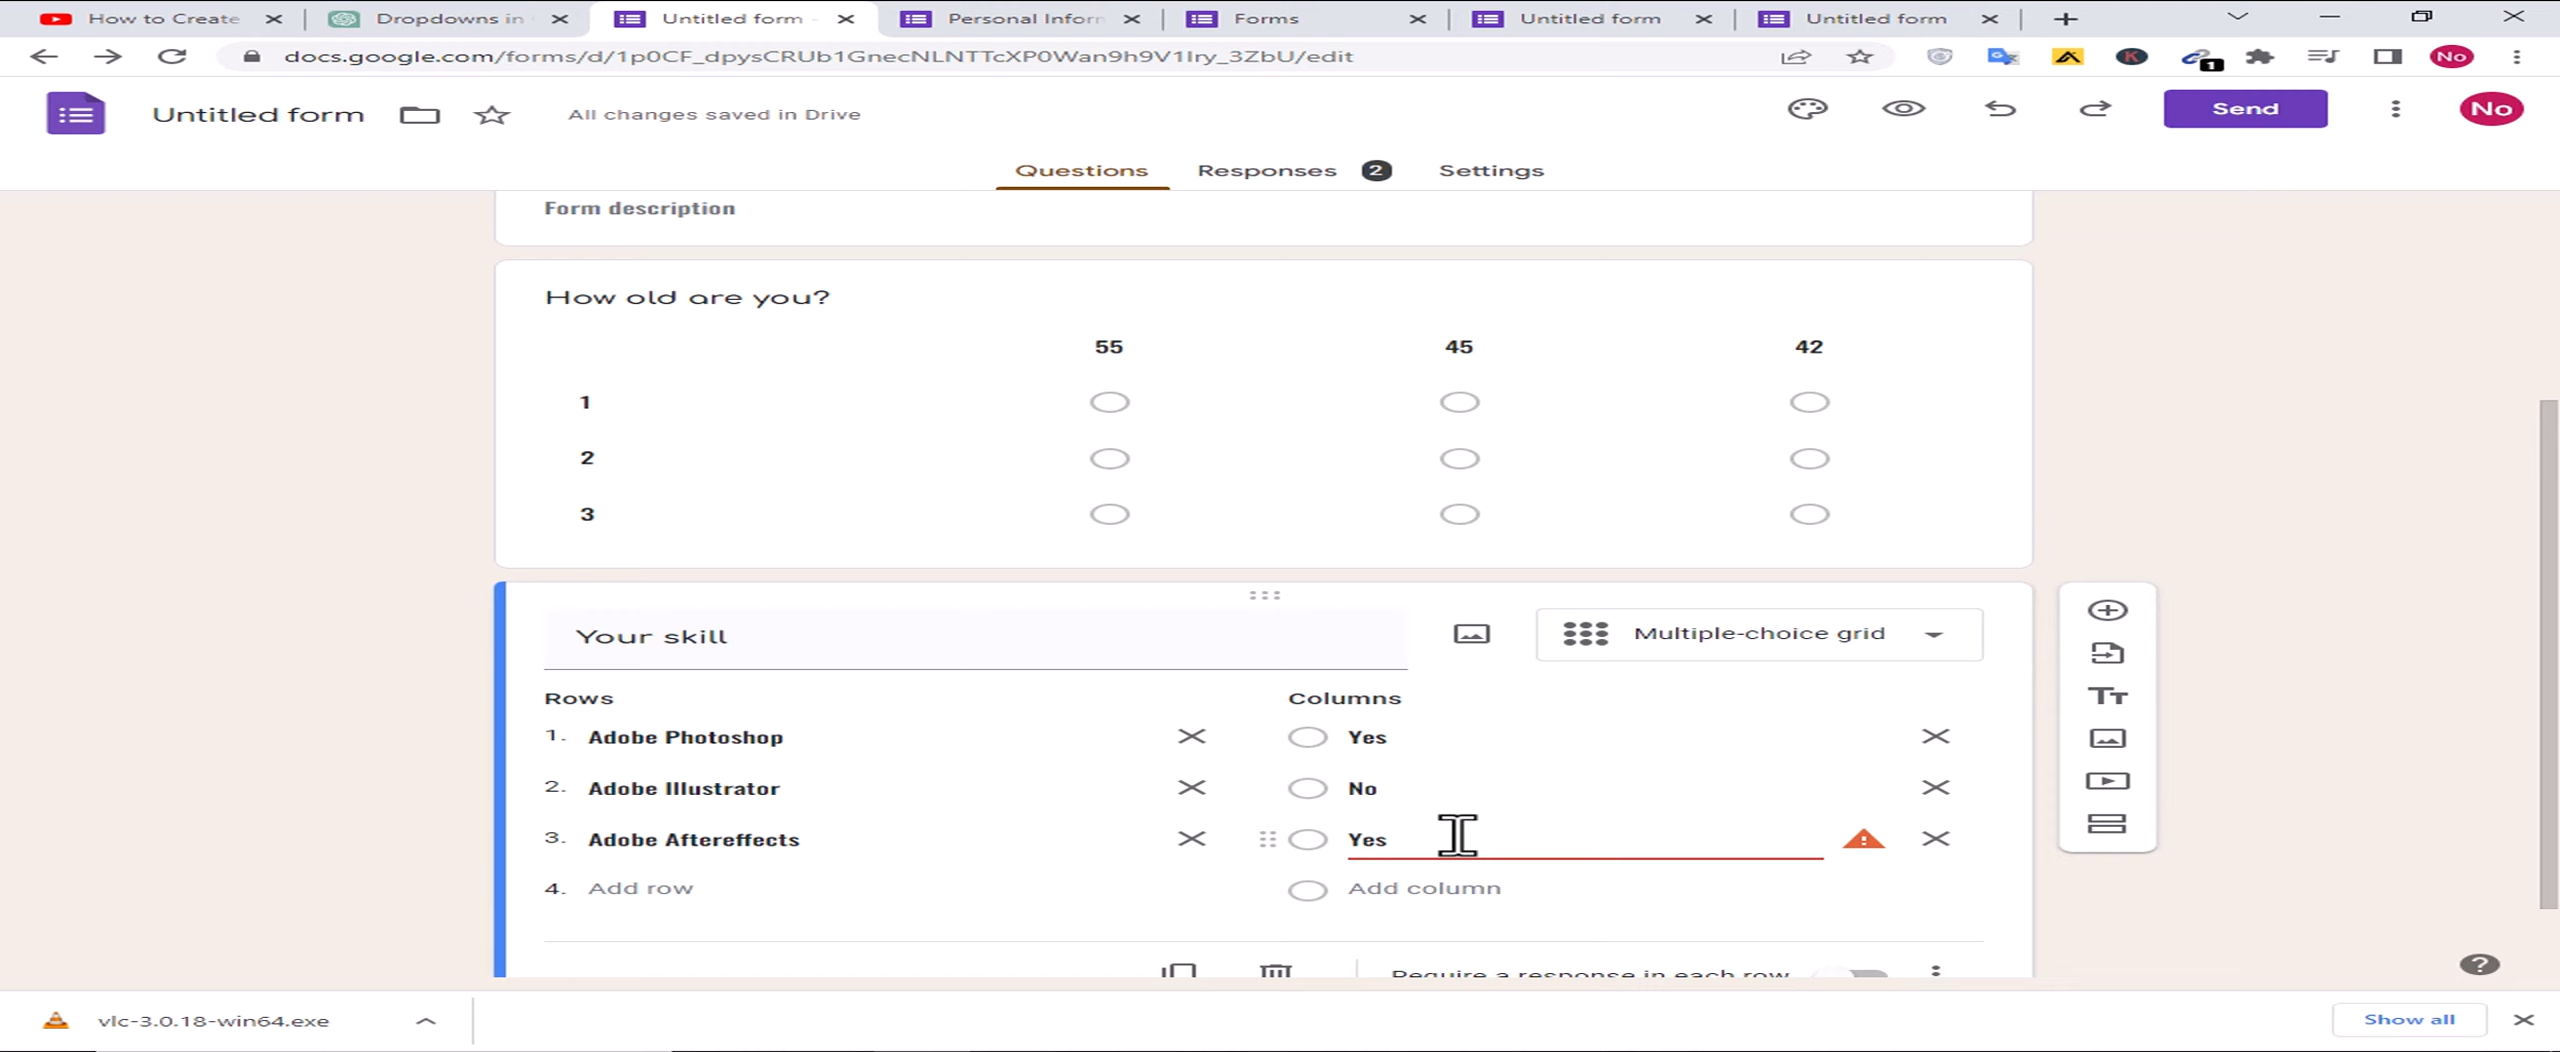 How to Create
Dropdowns in
Untitled form -
Personal Inform
Forms
Untitled form
Untitled form
docs.google.com/forms/d/1p0CF_dpysCRUb1GnecNLNTTcXP0Wan9h9V1Iry_3ZbU/edit
K
1
No
Untitled form
All changes saved in Drive
Send
No
Questions
Responses 2
Settings
Form description
How old are you?
55 45 42
1
2
3
Your skill
Multiple-choice grid
Rows
Columns
1. Adobe Photoshop
Yes
2. Adobe Illustrator
No
3. Adobe Aftereffects
Yes
4. Add row
Add column
Require a response in each row
Tт
vlc-3.0.18-win64.exe
Show all